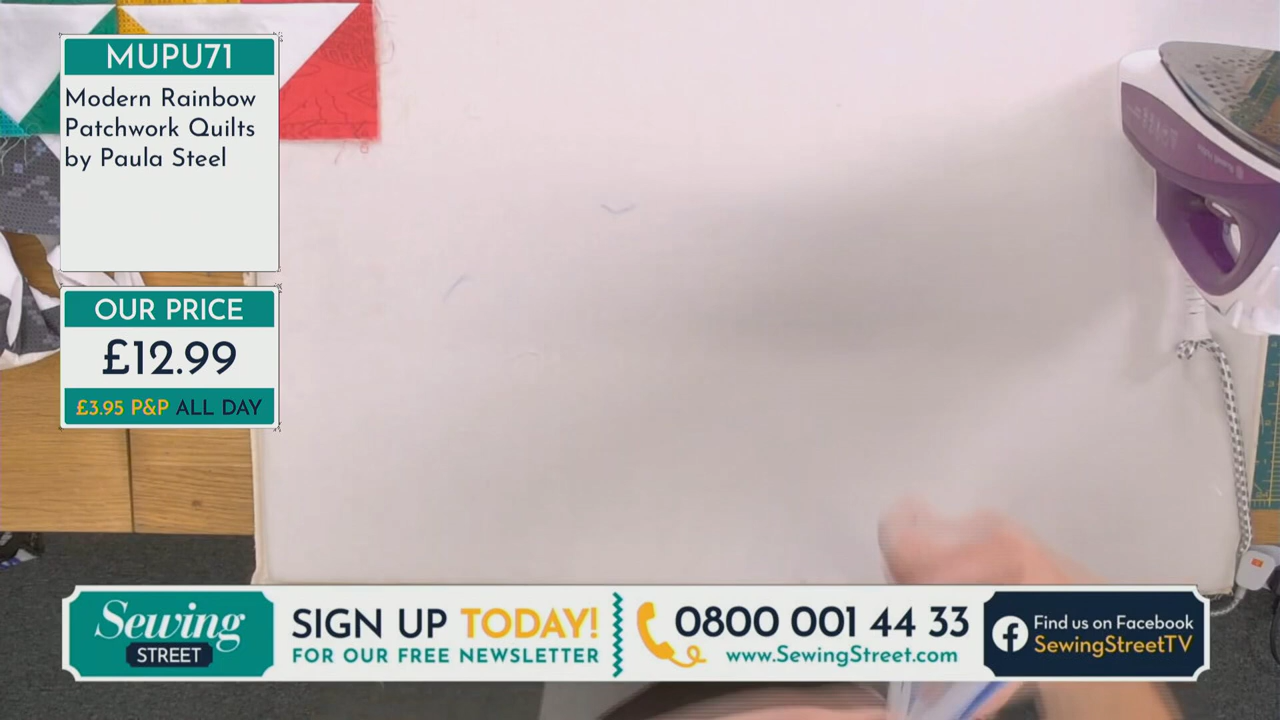 MUPU71
Modern Rainbow
Patchwork Quilts
by Paula Steel
OUR PRICE
£12.99
£3.95 P&P ALL DAY
Sewing
STREET
SIGN UP TODAY!
FOR OUR FREE NEWSLETTER
0800 001 44 33
www.SewingStreet.com
Find us on Facebook
SewingStreetTV